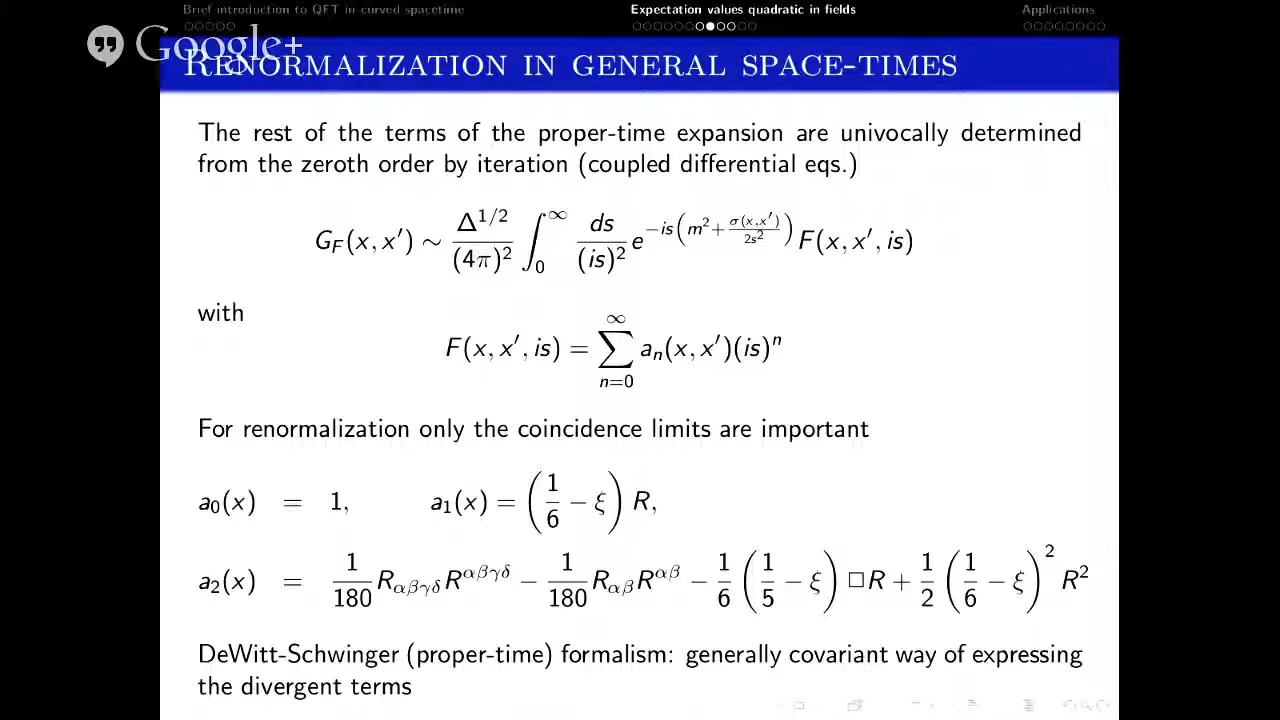 Brief introduction to QFT in curved spacetime Expectation values quadratic in fields Applications
Google+
Renormalization in general space-times
The rest of the terms of the proper-time expansion are univocally determined
from the zeroth order by iteration (coupled differential eqs.)
G_F(x, x′) ∼ Δ^{1/2}/(4π)^2 ∫_0^∞ ds/(is)^2 e^{−is(m^2+σ(x,x′)/2s^2)} F(x, x′, is)
with
F(x, x′, is) = ∑_{n=0}^∞ a_n(x, x′)(is)^n
For renormalization only the coincidence limits are important
a_0(x) = 1, a_1(x) = (1/6 − ξ) R,
a_2(x) = 1/180 R_{αβγδ}R^{αβγδ} − 1/180 R_{αβ}R^{αβ} − 1/6 (1/5 − ξ) □R + 1/2 (1/6 − ξ)^2 R^2
DeWitt-Schwinger (proper-time) formalism: generally covariant way of expressing
the divergent terms